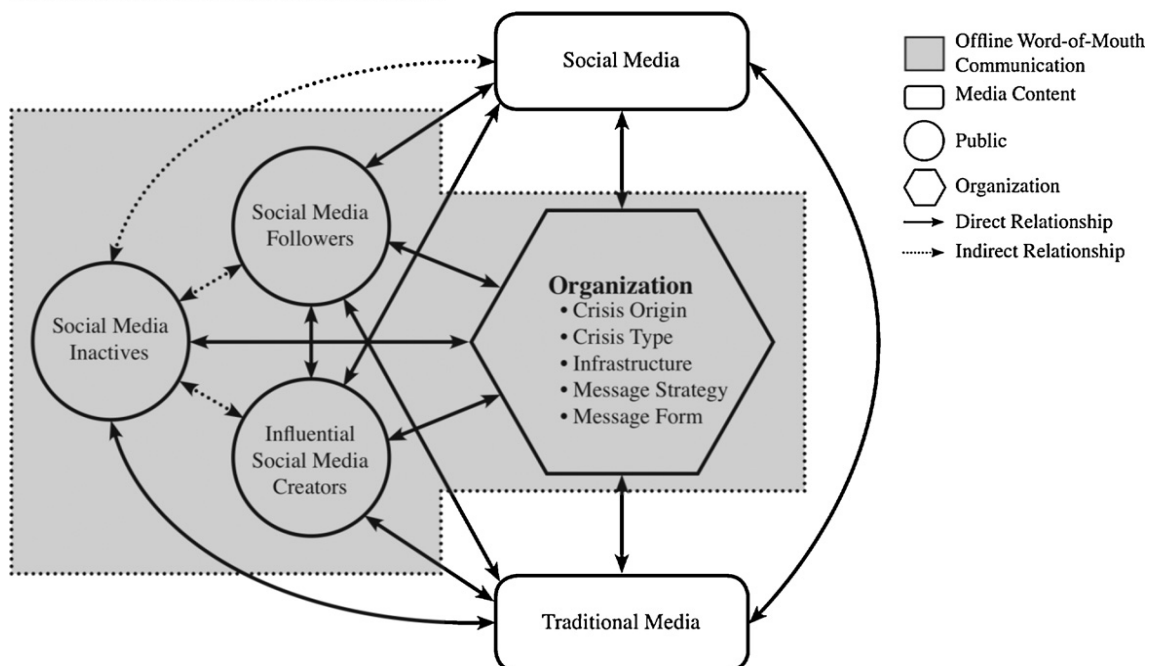 Social Media
Offline Word-of-Mouth
Communication
Media Content
Public
Organization
Direct Relationship
Indirect Relationship
Social Media
Followers
Social Media
Inactives
Influential
Social Media
Creators
Organization
• Crisis Origin
• Crisis Type
• Infrastructure
• Message Strategy
• Message Form
Traditional Media